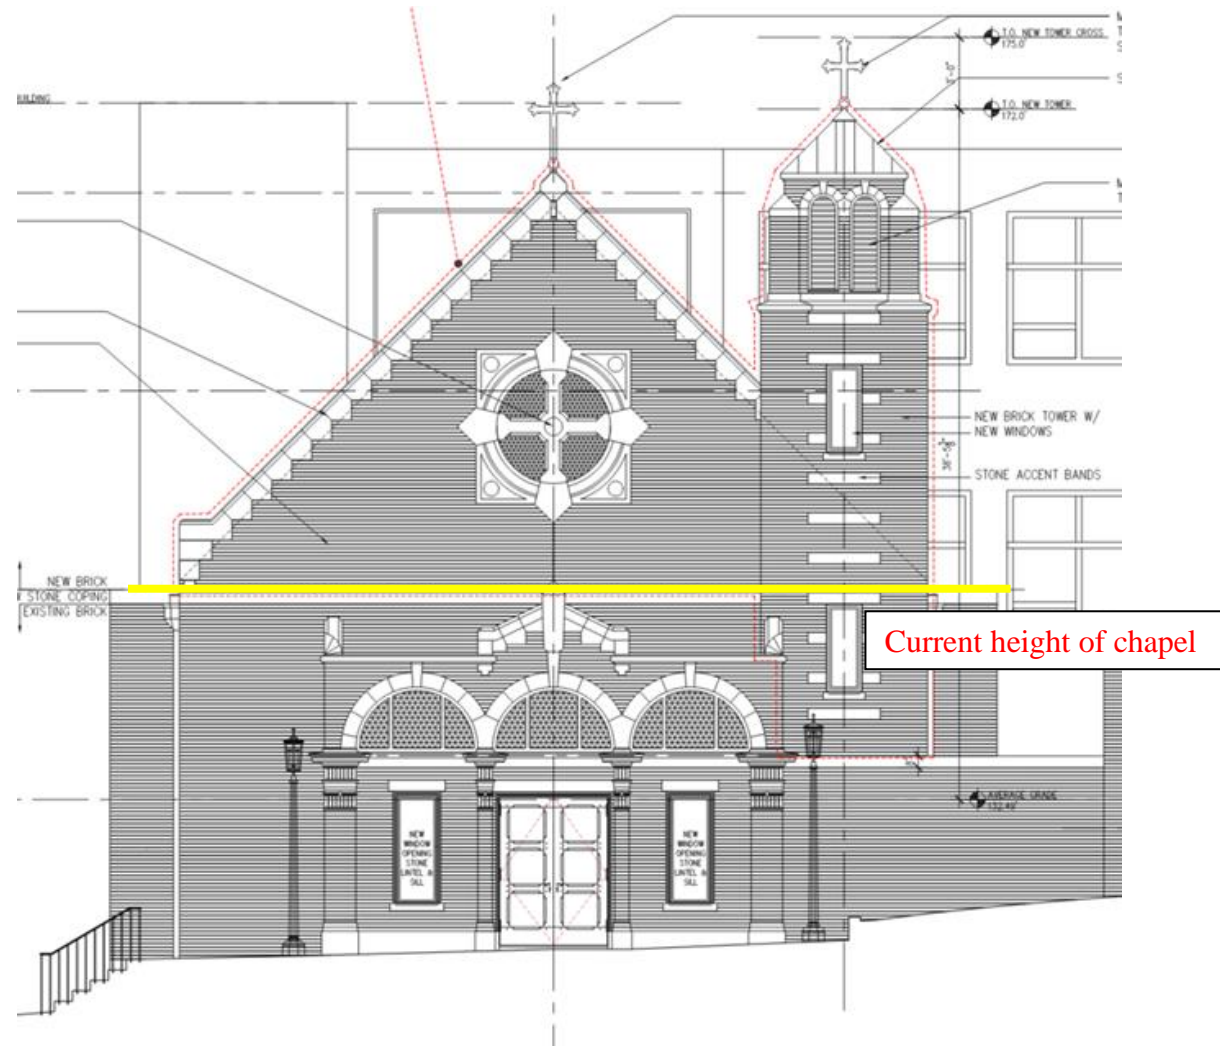 T.O. NEW TOWER CROSS
175.0'
T.O. NEW TOWER
172.0'
NEW BRICK TOWER W/
NEW WINDOWS
STONE ACCENT BANDS
NEW BRICK
STONE COPING
EXISTING BRICK
Current height of chapel
AVERAGE GRADE
NEW
WINDOW
OPENING
STONE
LINTEL &
SILL
NEW
WINDOW
OPENING
STONE
LINTEL &
SILL